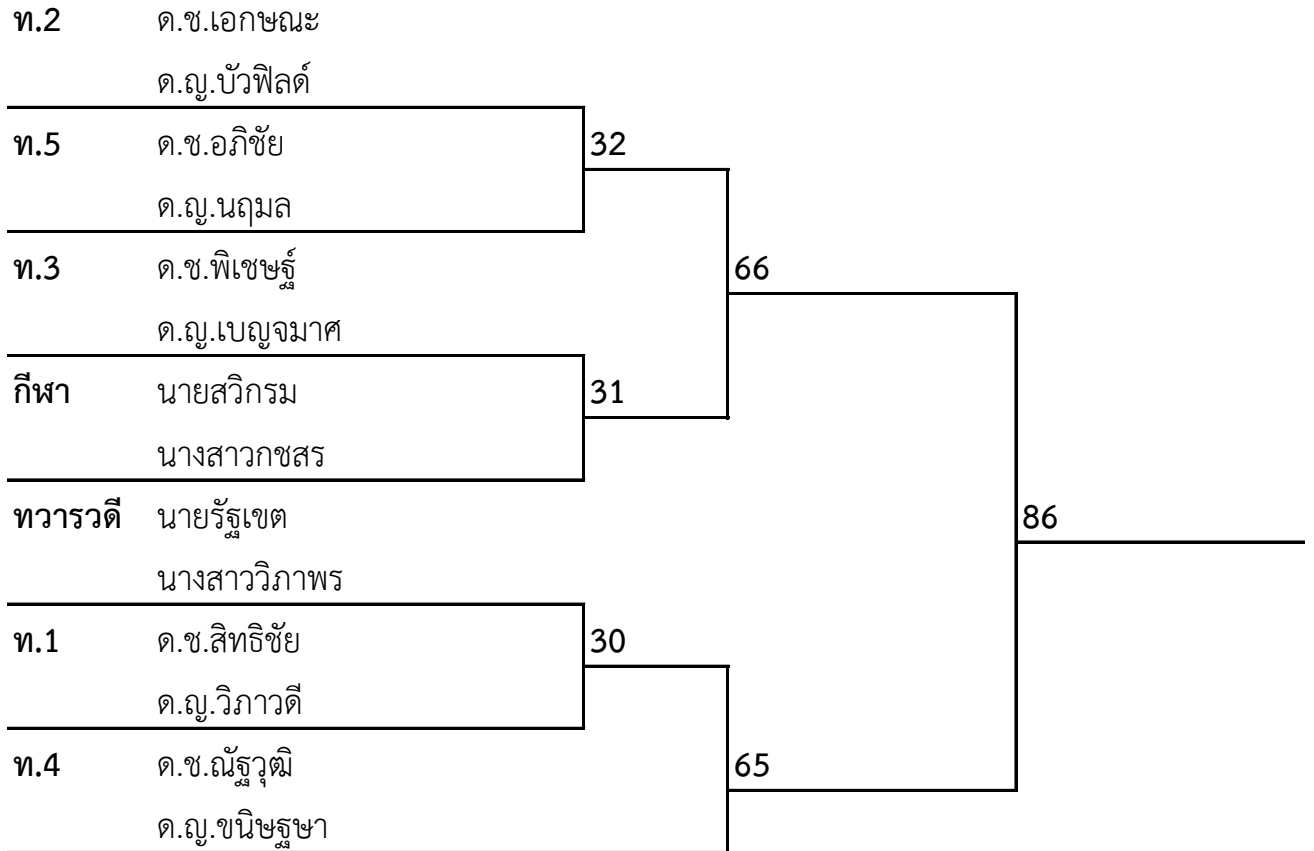 ท.2 ด.ช.เอกษณะ
ด.ญ.บัวฟิลด์
ท.5 ด.ช.อภิชัย 32
ด.ญ.นฤมล
ท.3 ด.ช.พิเชษฐ์ 66
ด.ญ.เบญจมาศ
กีฬา นายสวิกรม 31
นางสาวกชสร
ทวารวดี นายรัฐเขต 86
นางสาววิภาพร
ท.1 ด.ช.สิทธิชัย 30
ด.ญ.วิภาวดี
ท.4 ด.ช.ณัฐวุฒิ 65
ด.ญ.ขนิษฐษา